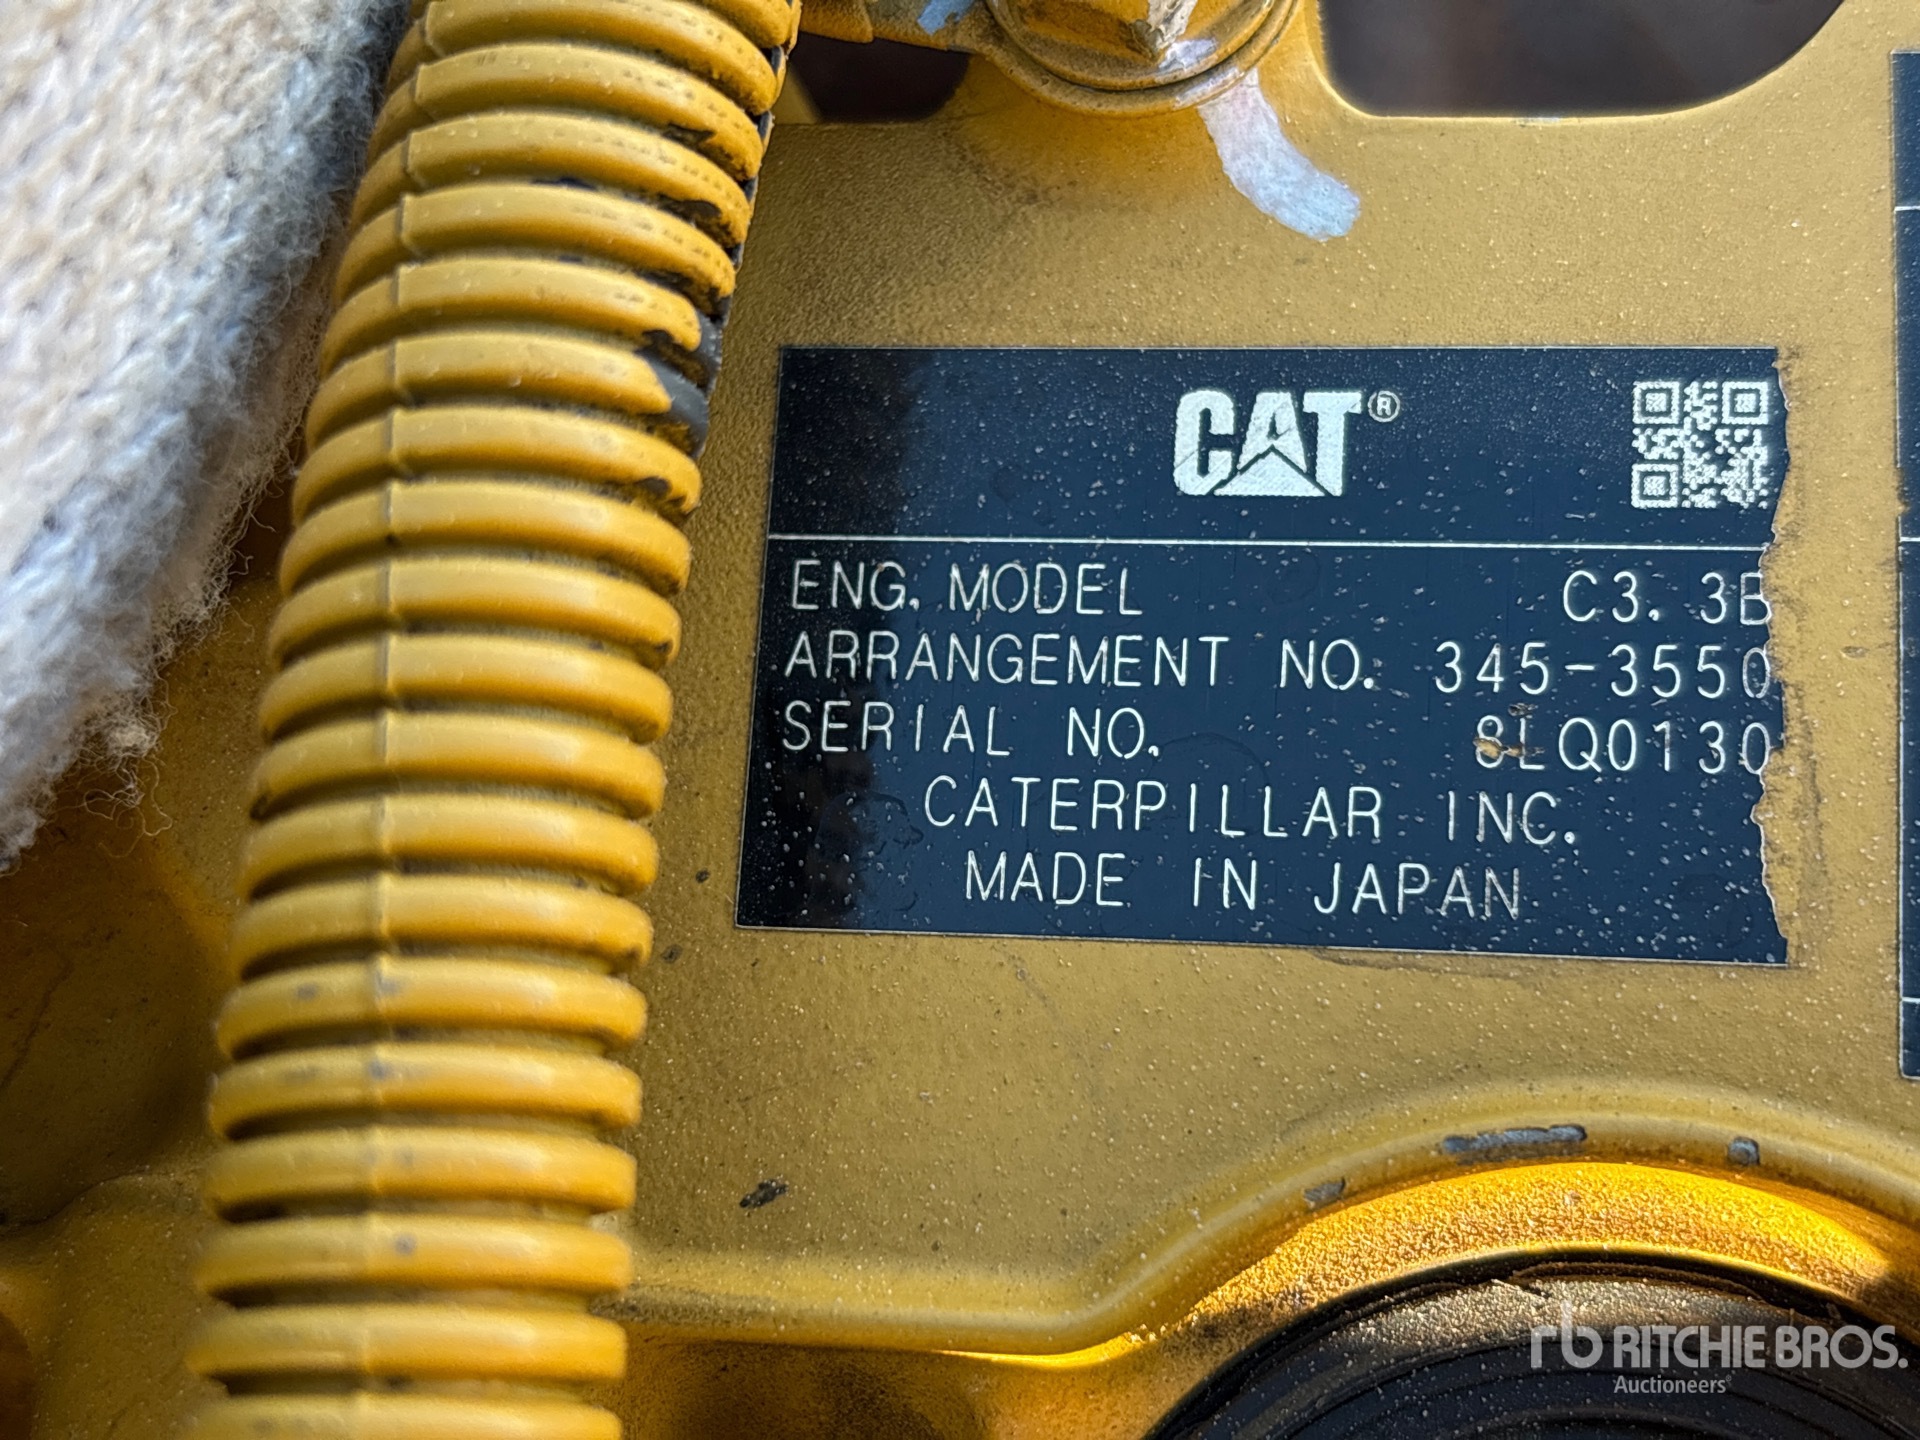 CAT®
ENG. MODEL C3.3B
ARRANGEMENT NO. 345-3550
SERIAL NO. 8LQ0130
CATERPILLAR INC.
MADE IN JAPAN
rb RITCHIE BROS.
Auctioneers